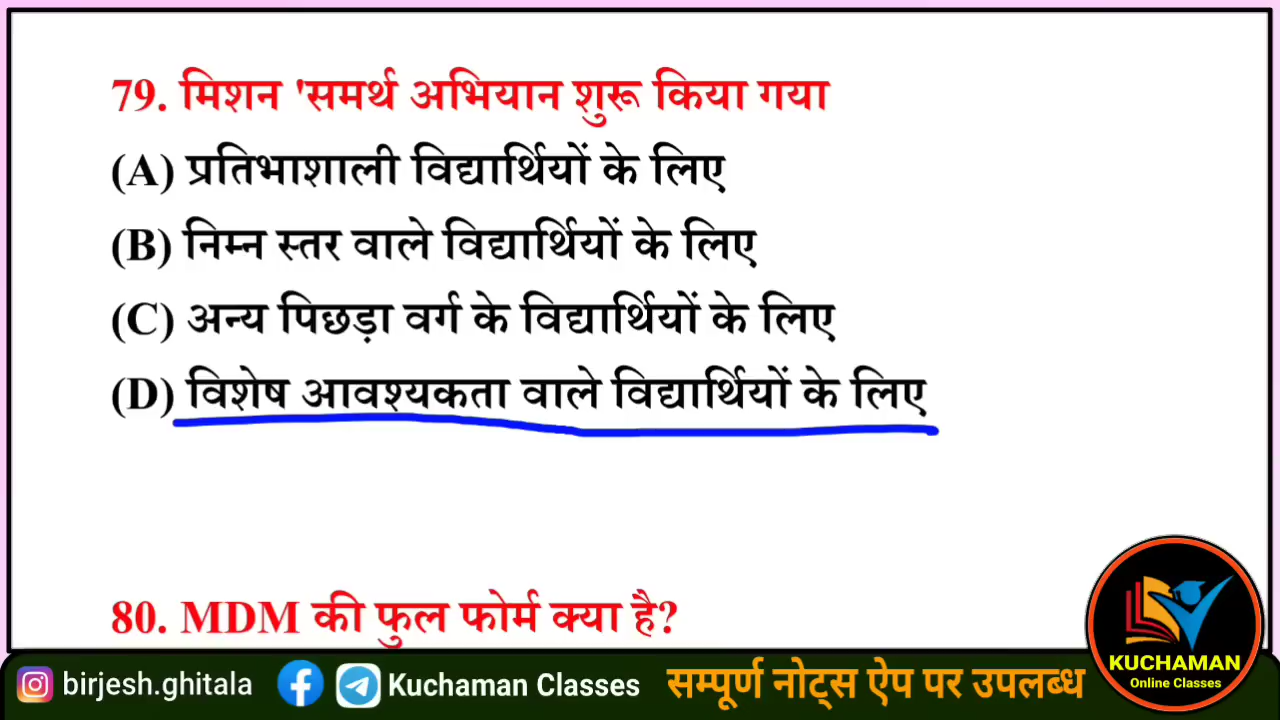 79. मिशन 'समर्थ अभियान शुरू किया गया
(A) प्रतिभाशाली विद्यार्थियों के लिए
(B) निम्न स्तर वाले विद्यार्थियों के लिए
(C) अन्य पिछड़ा वर्ग के विद्यार्थियों के लिए
(D) विशेष आवश्यकता वाले विद्यार्थियों के लिए
80. MDM की फुल फोर्म क्या है?
KUCHAMAN
Online Classes
birjesh.ghitala Kuchaman Classes सम्पूर्ण नोट्स ऐप पर उपलब्ध